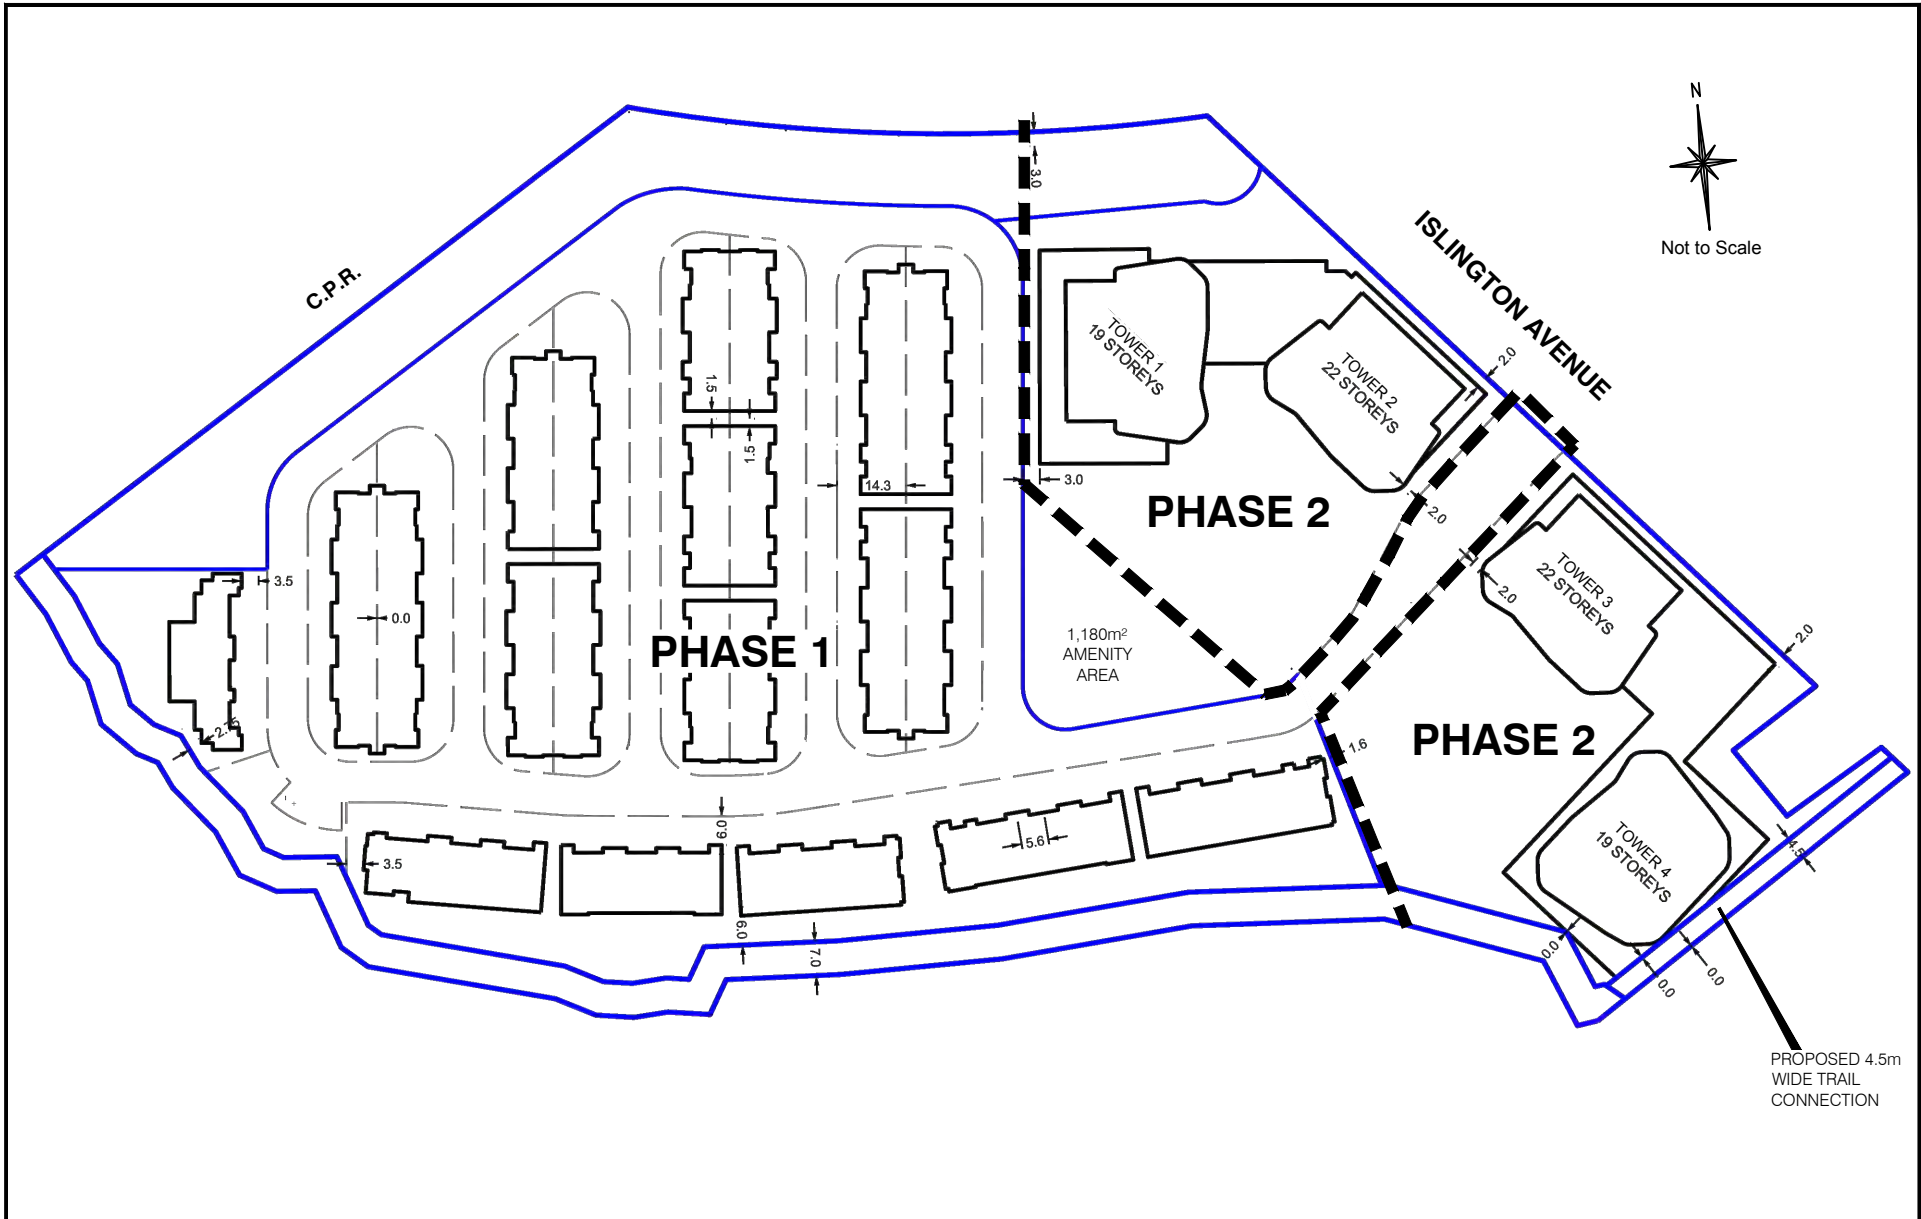 N
Not to Scale
C.P.R.
ISLINGTON AVENUE
3.0
TOWER 1
19 STOREYS
TOWER 2
22 STOREYS
2.0
1.5
1.5
14.3
3.0
PHASE 2
2.0
TOWER 3
22 STOREYS
2.0
3.5
0.0
PHASE 1
1,180m²
AMENITY
AREA
2.0
2.75
PHASE 2
1.6
6.0
5.6
3.5
TOWER 4
19 STOREYS
4.5
6.0
7.0
0.0
0.0
0.0
PROPOSED 4.5m
WIDE TRAIL
CONNECTION